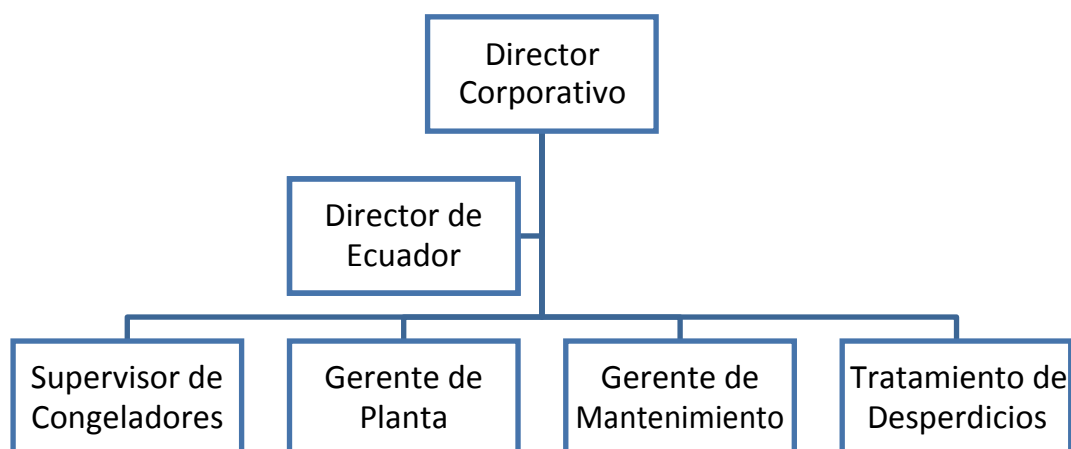 Director
Corporativo
Director de
Ecuador
Supervisor de
Congeladores
Gerente de
Planta
Gerente de
Mantenimiento
Tratamiento de
Desperdicios